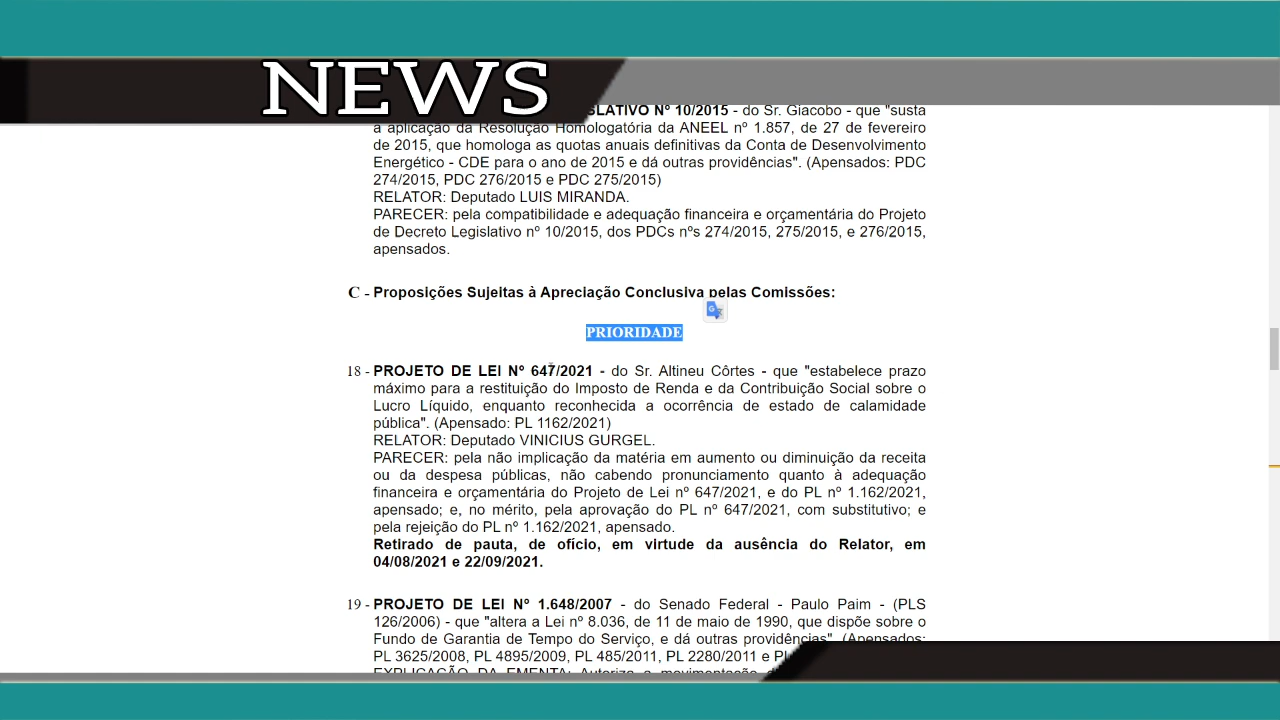 NEWS
SLATIVO Nº 10/2015 - do Sr. Giacobo - que "susta
a aplicação da Resolução Homologatória da ANEEL nº 1.857, de 27 de fevereiro
de 2015, que homologa as quotas anuais definitivas da Conta de Desenvolvimento
Energético - CDE para o ano de 2015 e dá outras providências". (Apensados: PDC
274/2015, PDC 276/2015 e PDC 275/2015)
RELATOR: Deputado LUIS MIRANDA.
PARECER: pela compatibilidade e adequação financeira e orçamentária do Projeto
de Decreto Legislativo nº 10/2015, dos PDCs nºs 274/2015, 275/2015, e 276/2015,
apensados.
C - Proposições Sujeitas à Apreciação Conclusiva pelas Comissões:
PRIORIDADE
18 - PROJETO DE LEI Nº 647/2021 - do Sr. Altineu Côrtes - que "estabelece prazo
máximo para a restituição do Imposto de Renda e da Contribuição Social sobre o
Lucro Líquido, enquanto reconhecida a ocorrência de estado de calamidade
pública". (Apensado: PL 1162/2021)
RELATOR: Deputado VINICIUS GURGEL.
PARECER: pela não implicação da matéria em aumento ou diminuição da receita
ou da despesa públicas, não cabendo pronunciamento quanto à adequação
financeira e orçamentária do Projeto de Lei nº 647/2021, e do PL nº 1.162/2021,
apensado; e, no mérito, pela aprovação do PL nº 647/2021, com substitutivo; e
pela rejeição do PL nº 1.162/2021, apensado.
Retirado de pauta, de ofício, em virtude da ausência do Relator, em
04/08/2021 e 22/09/2021.
19 - PROJETO DE LEI Nº 1.648/2007 - do Senado Federal - Paulo Paim - (PLS
126/2006) - que "altera a Lei nº 8.036, de 11 de maio de 1990, que dispõe sobre o
Fundo de Garantia de Tempo do Serviço, e dá outras providências". (Apensados:
PL 3625/2008, PL 4895/2009, PL 485/2011, PL 2280/2011 e
EXPLICAÇÃO DA EMENTA: Autoriza a movimentação